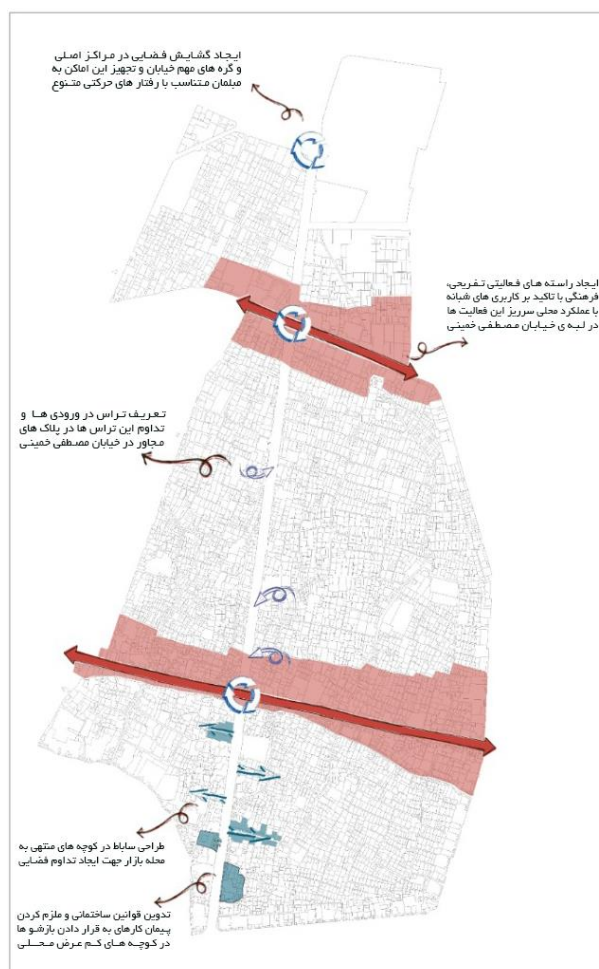 ایجاد گشایش فضایی در مراکز اصلی
و گره های مهم خیابان و تجهیز این اماکن به
مبلمان متناسب با رفتار های حرکتی متنوع
ایجاد راسته های فعالیتی تفریحی،
فرهنگی با تاکید بر کاربری های شبانه
با عملکرد محلی سرریز این فعالیت ها
در لبه ی خیابان مصطفی خمینی
تعریف تراس در ورودی ها و
تداوم این تراس ها در پلاک های
مجاور در خیابان مصطفی خمینی
طراحی ساباط در کوچه های منتهی به
محله بازار جهت ایجاد تداوم فضایی
تدوین قوانین ساختمانی و ملزم کردن
پیمان کارهای به قرار دادن بازشو ها
در کوچه های کم عرض محلی